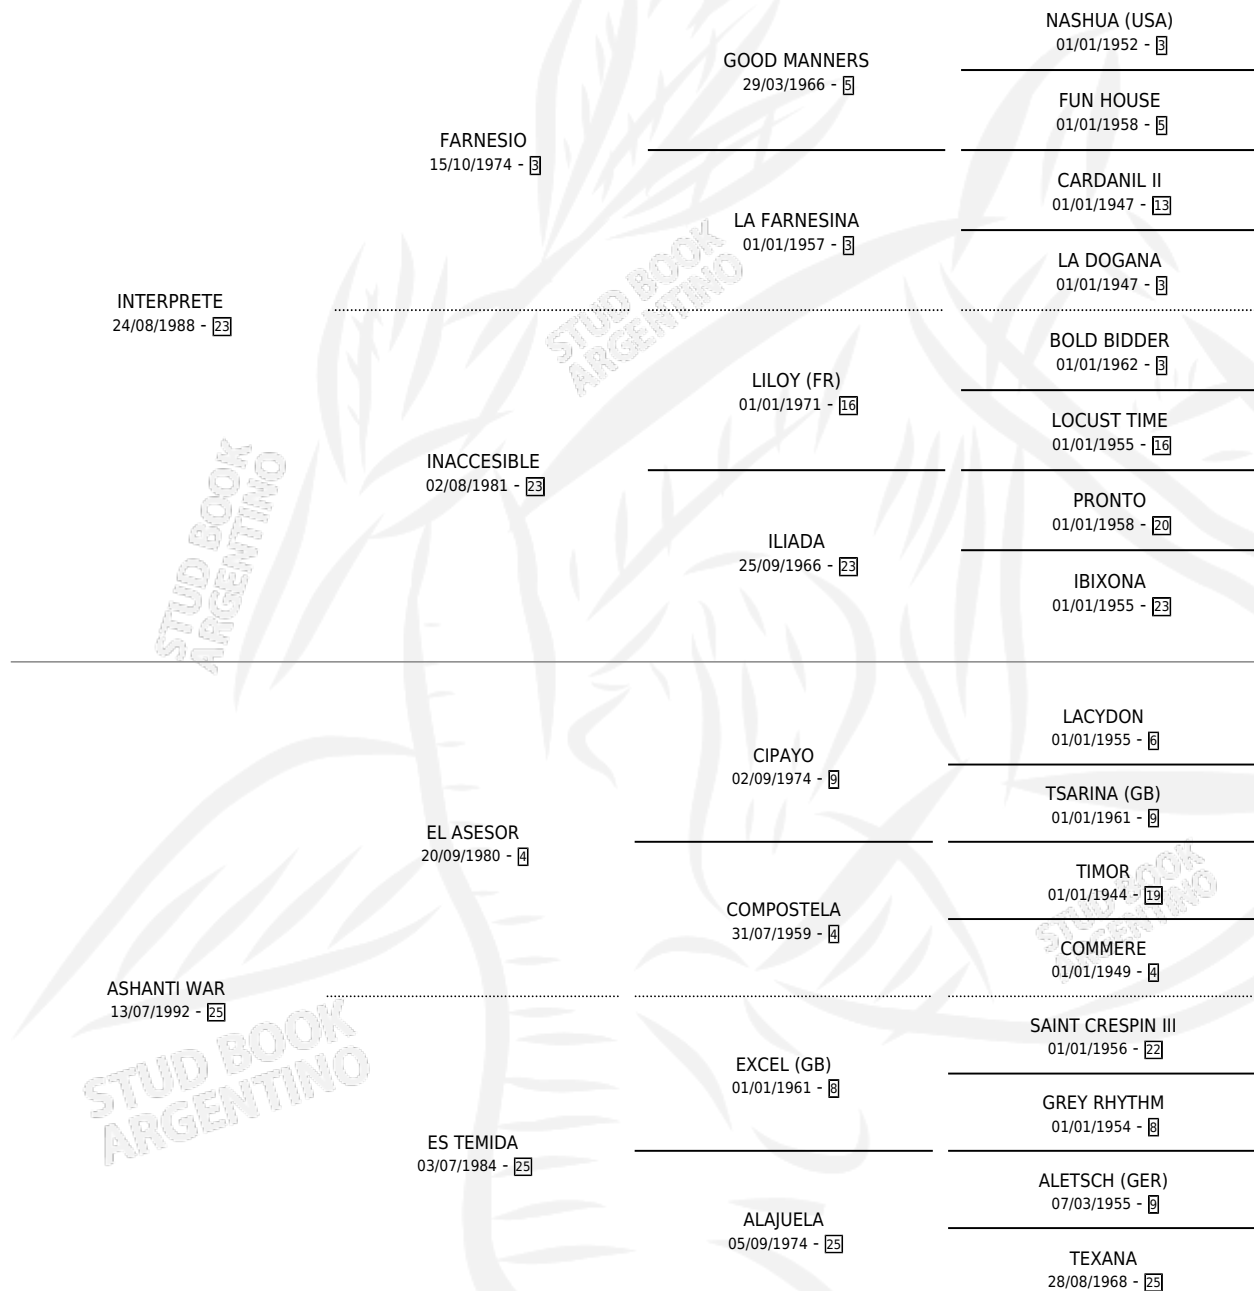 NASHUA (USA)
01/01/1952 - 3
GOOD MANNERS
29/03/1966 - 5
FUN HOUSE
01/01/1958 - 5
FARNESIO
15/10/1974 - 3
CARDANIL II
01/01/1947 - 13
LA FARNESINA
01/01/1957 - 3
LA DOGANA
01/01/1947 - 3
INTERPRETE
24/08/1988 - 23
STUD BOOK
ARGENTINO
BOLD BIDDER
01/01/1962 - 3
LILOY (FR)
01/01/1971 - 16
LOCUST TIME
01/01/1955 - 16
INACCESIBLE
02/08/1981 - 23
PRONTO
01/01/1958 - 20
ILIADA
25/09/1966 - 23
IBIXONA
01/01/1955 - 23
STUD BOOK
ARGENTINO
LACYDON
01/01/1955 - 6
CIPAYO
02/09/1974 - 9
TSARINA (GB)
01/01/1961 - 9
EL ASESOR
20/09/1980 - 4
TIMOR
01/01/1944 - 19
COMPOSTELA
31/07/1959 - 4
COMMERE
01/01/1949 - 4
STUD BOOK
ARGENTINO
ASHANTI WAR
13/07/1992 - 25
SAINT CRESPIN III
01/01/1956 - 22
EXCEL (GB)
01/01/1961 - 8
GREY RHYTHM
01/01/1954 - 8
STUD BOOK
ARGENTINO
ES TEMIDA
03/07/1984 - 25
ALETSCH (GER)
07/03/1955 - 9
ALAJUELA
05/09/1974 - 25
TEXANA
28/08/1968 - 25